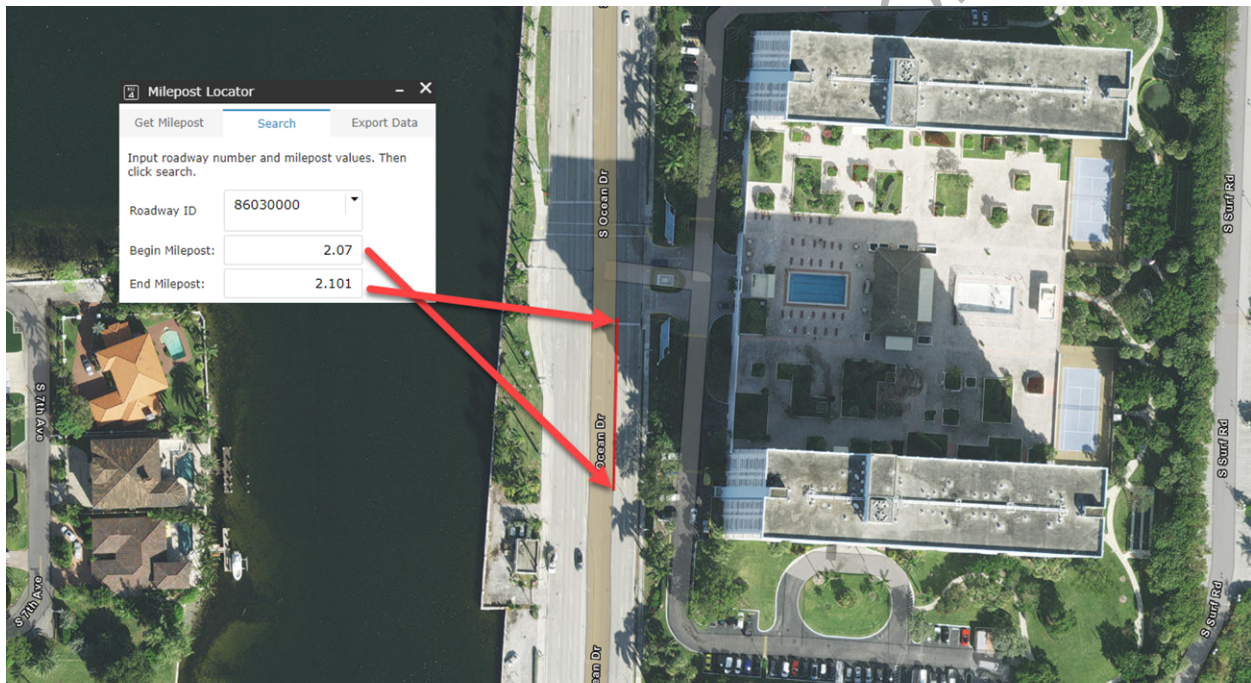 Milepost Locator
Get Milepost Search Export Data
Input roadway number and milepost values. Then
click search.
Roadway ID 86030000
Begin Milepost: 2.07
End Milepost: 2.101
S Ocean Dr
S Surf Rd
S 7th Ave
Ocean Dr
S Surf Rd
S 7th Ave
S Surf Rd
an Dr